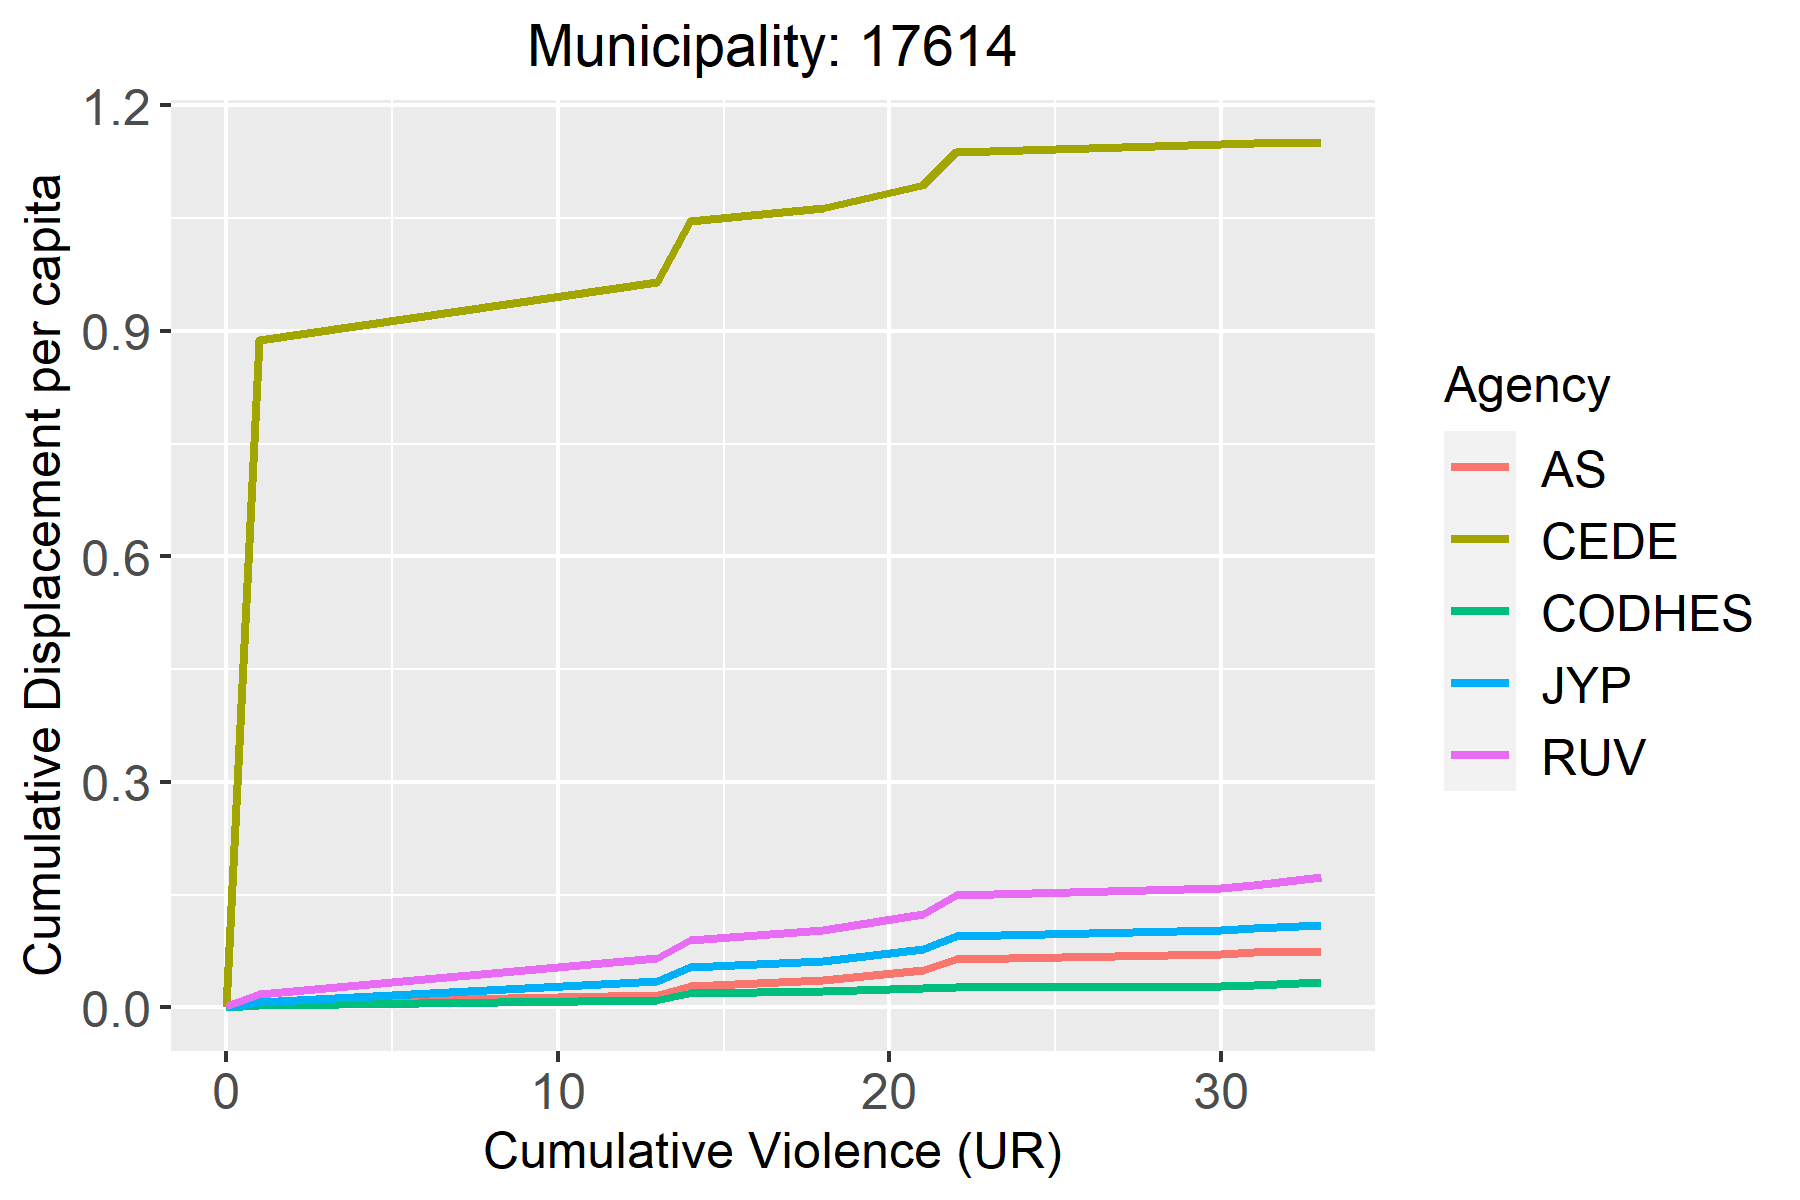 Municipality: 17614
Cumulative Displacement per capita
1.2
0.9
0.6
0.3
0.0
0
10
20
30
Cumulative Violence (UR)
Agency
AS
CEDE
CODHES
JYP
RUV